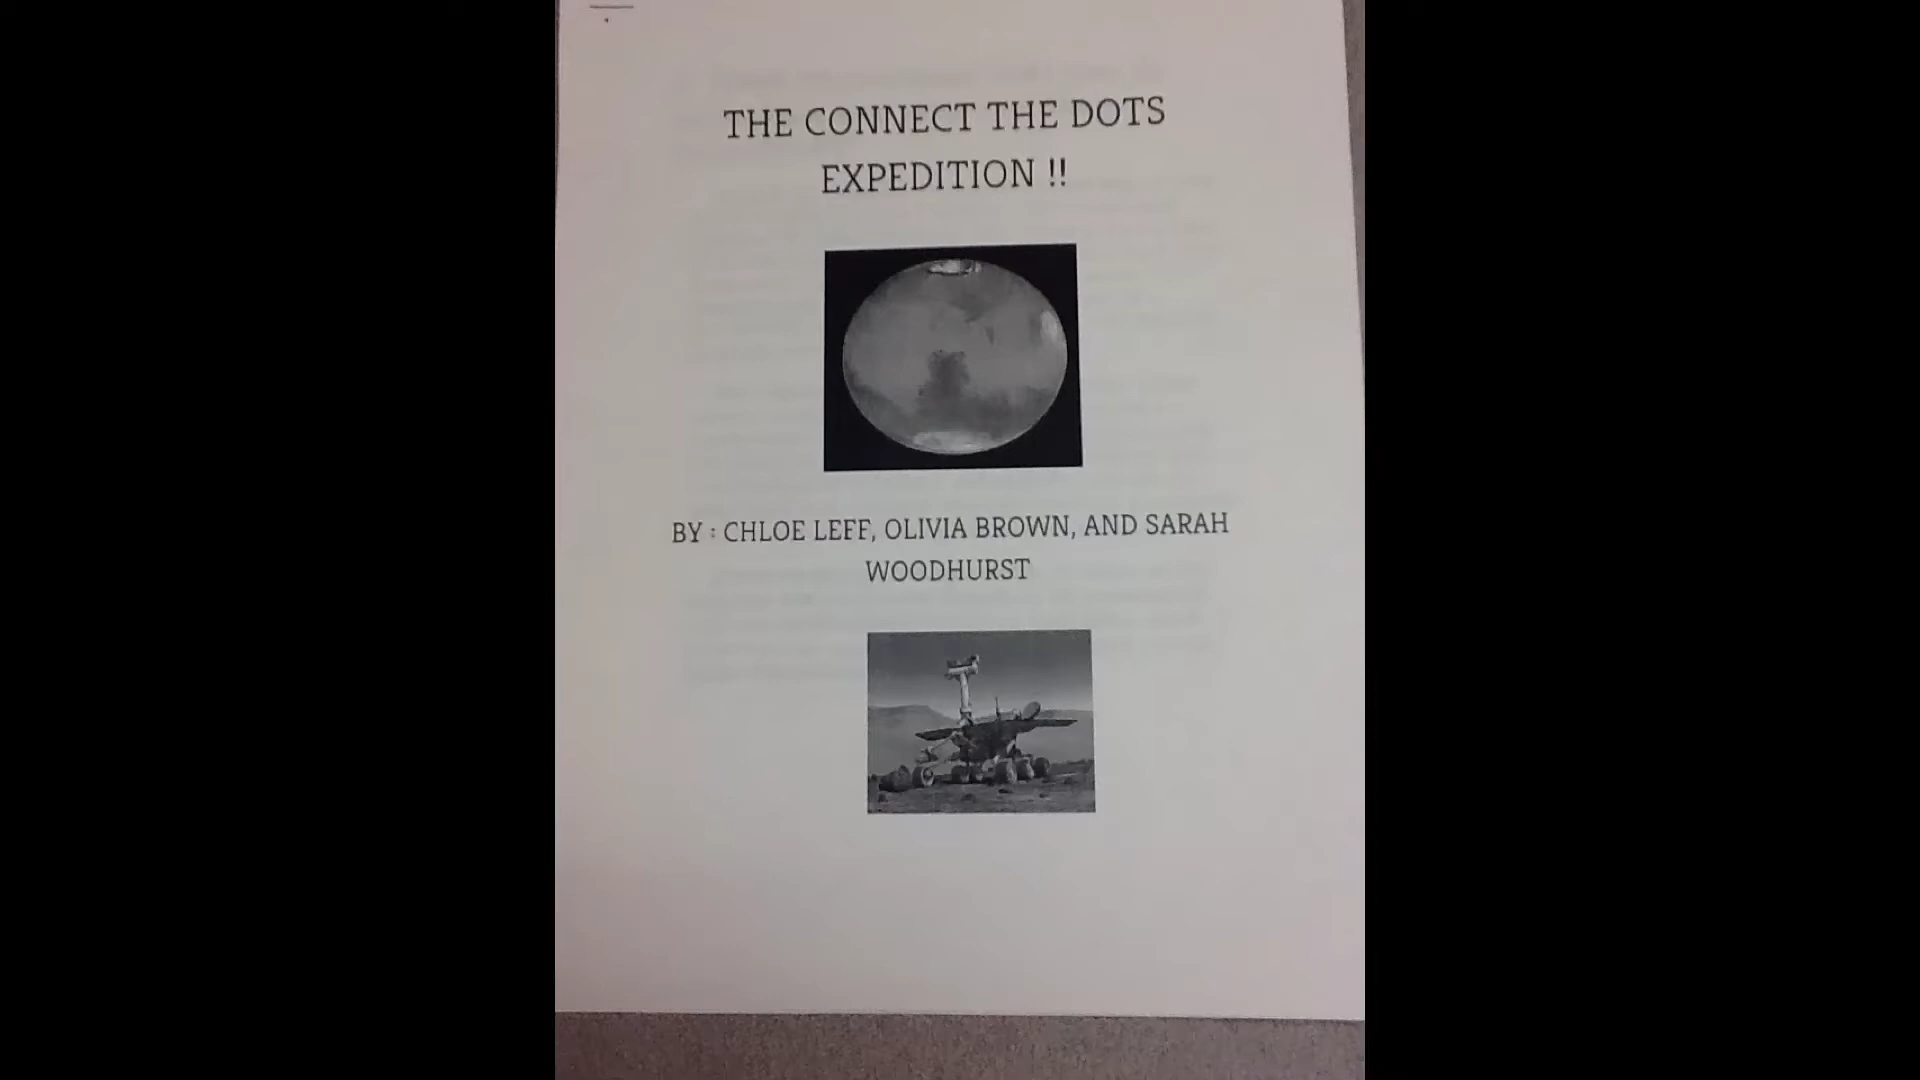 THE CONNECT THE DOTS
EXPEDITION !!
BY : CHLOE LEFF, OLIVIA BROWN, AND SARAH
WOODHURST